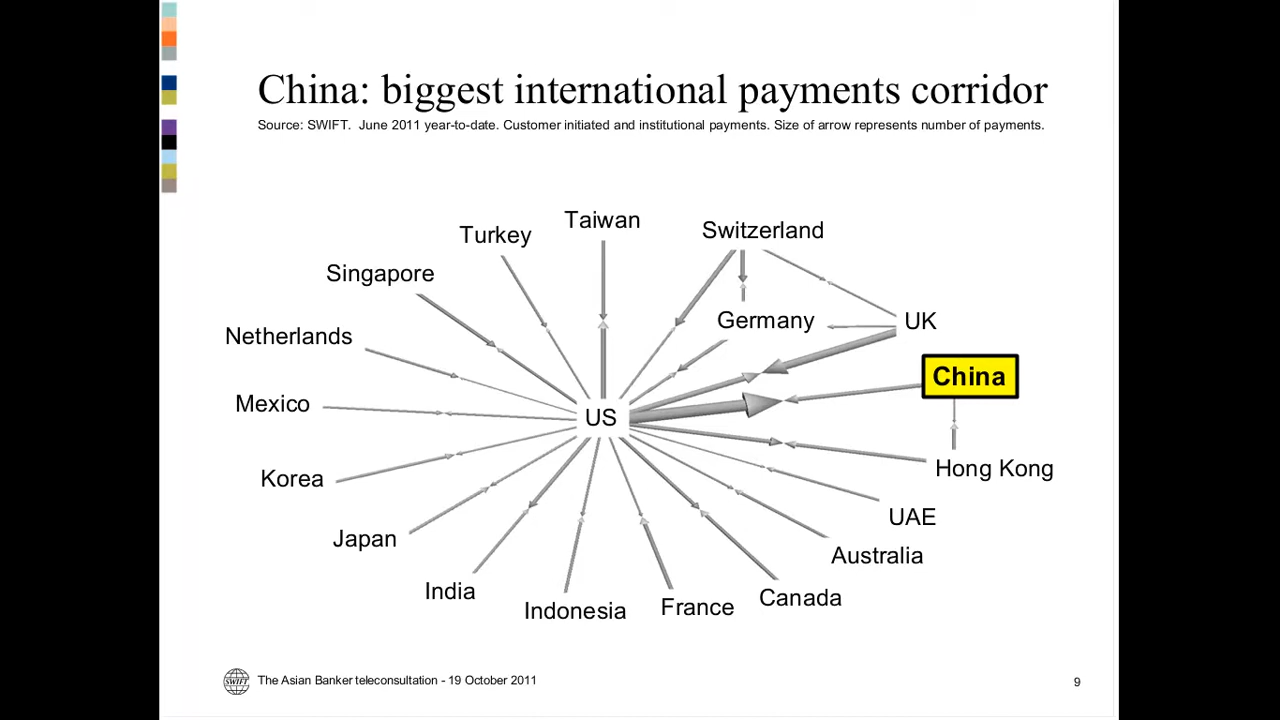 China: biggest international payments corridor
Source: SWIFT.  June 2011 year-to-date. Customer initiated and institutional payments. Size of arrow represents number of payments.
Taiwan
Turkey
Switzerland
Singapore
Germany
UK
Netherlands
China
Mexico
US
Hong Kong
Korea
UAE
Japan
Australia
India
Indonesia
France
Canada
SWIFT
The Asian Banker teleconsultation - 19 October 2011
9